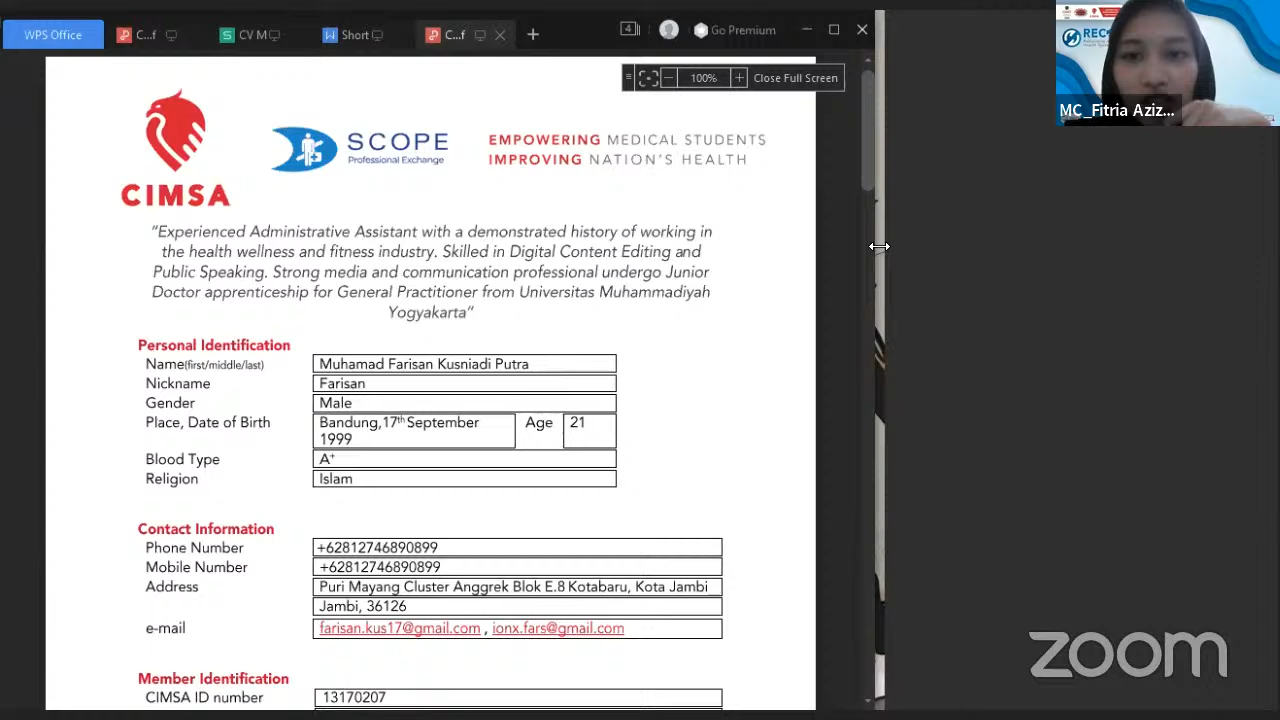 WPS Office
C...f
CV M
Short
C...f
4
Go Premium
100%
Close Full Screen
CIMSA
SCOPE
Professional Exchange
EMPOWERING MEDICAL STUDENTS
IMPROVING NATION'S HEALTH
"Experienced Administrative Assistant with a demonstrated history of working in
the health wellness and fitness industry. Skilled in Digital Content Editing and
Public Speaking. Strong media and communication professional undergo Junior
Doctor apprenticeship for General Practitioner from Universitas Muhammadiyah
Yogyakarta"
Personal Identification
Name(first/middle/last) Muhamad Farisan Kusniadi Putra
Nickname Farisan
Gender Male
Place, Date of Birth Bandung,17th September Age 21
1999
Blood Type A+
Religion Islam
Contact Information
Phone Number +62812746890899
Mobile Number +62812746890899
Address Puri Mayang Cluster Anggrek Blok E.8 Kotabaru, Kota Jambi
Jambi, 36126
e-mail farisan.kus17@gmail.com , ionx.fars@gmail.com
Member Identification
CIMSA ID number 13170207
REC
MC_Fitria Aziz...
zoom